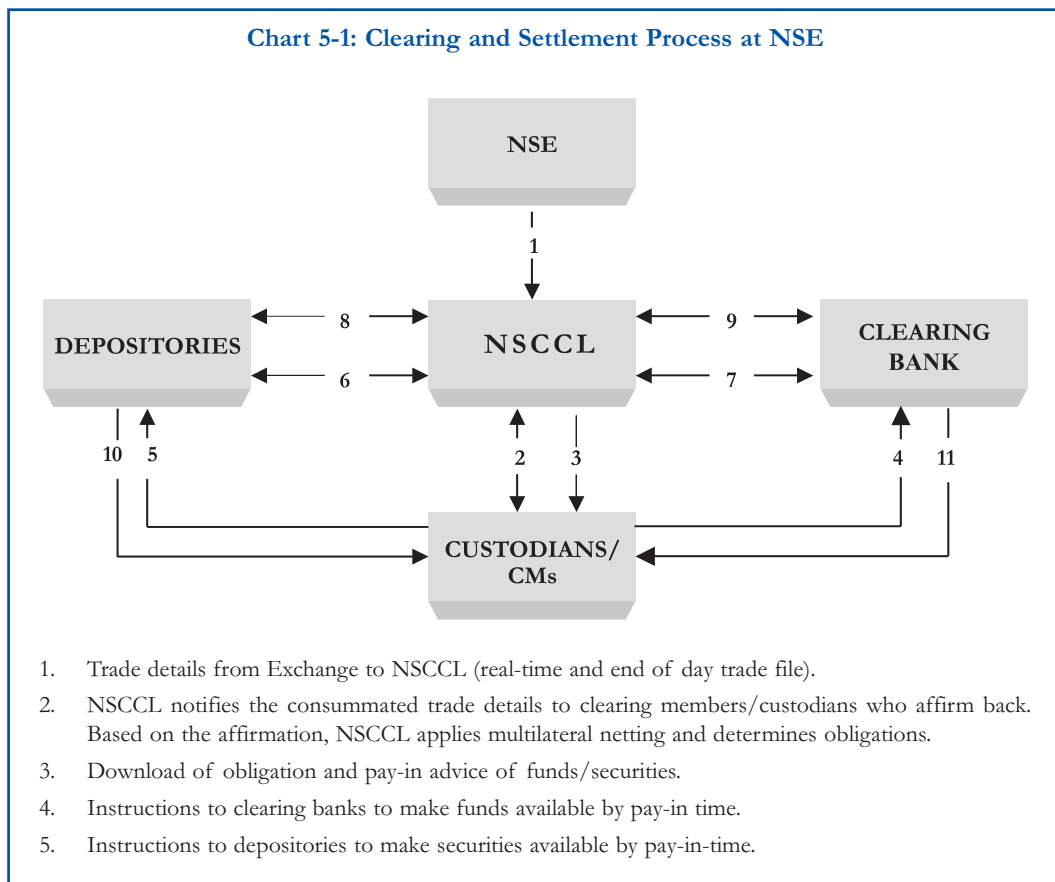 Chart 5-1: Clearing and Settlement Process at NSE
NSE
1
DEPOSITORIES
8
6
NSCCL
9
7
CLEARING
BANK
10
5
2
3
4
11
CUSTODIANS/
CMs
1. Trade details from Exchange to NSCCL (real-time and end of day trade file).
2. NSCCL notifies the consummated trade details to clearing members/custodians who affirm back.
Based on the affirmation, NSCCL applies multilateral netting and determines obligations.
3. Download of obligation and pay-in advice of funds/securities.
4. Instructions to clearing banks to make funds available by pay-in time.
5. Instructions to depositories to make securities available by pay-in-time.